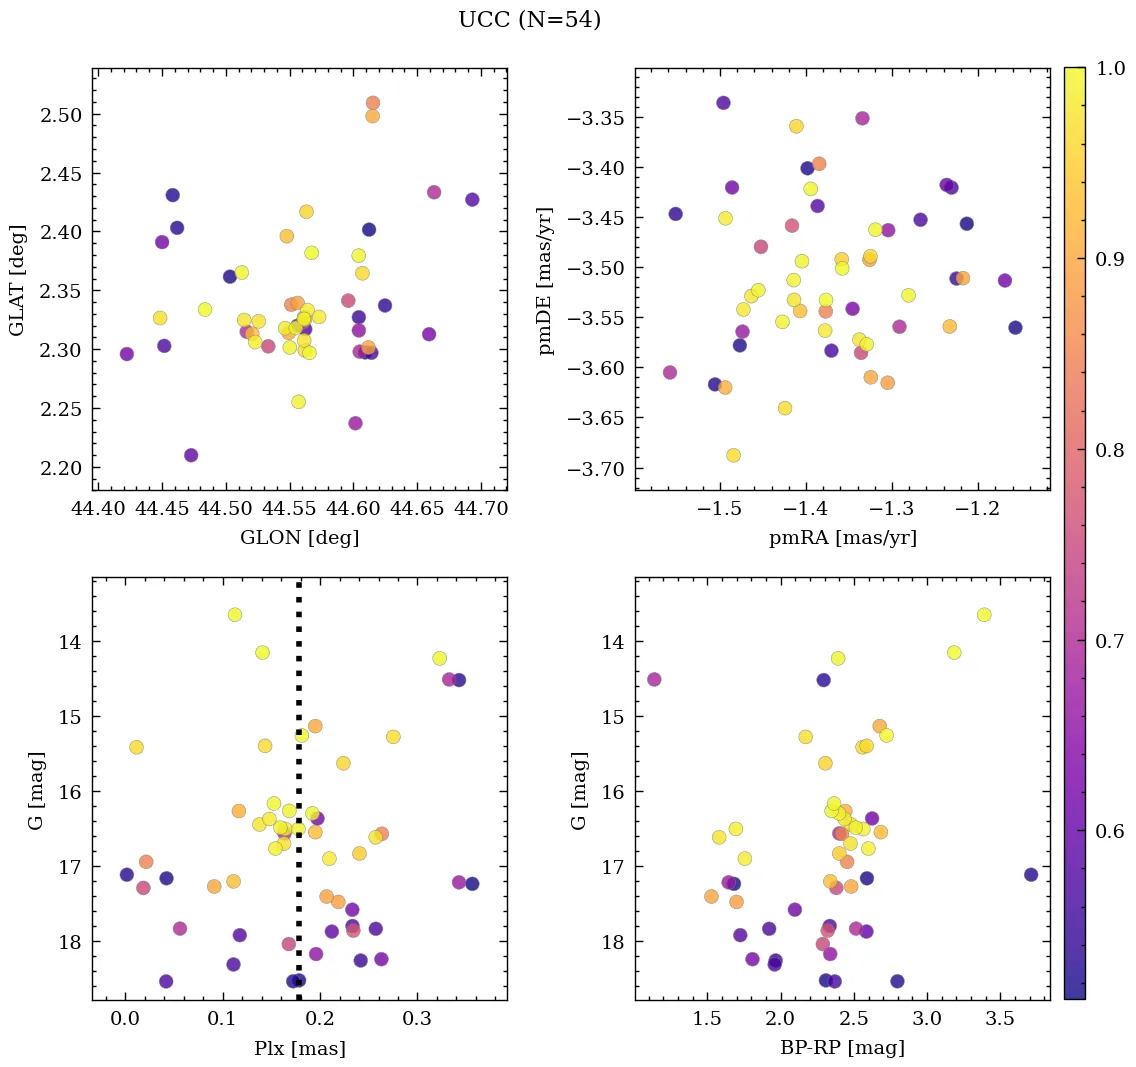 UCC (N=54)
2.50
2.45
2.40
2.35
2.30
2.25
2.20
GLAT [deg]
44.40 44.45 44.50 44.55 44.60 44.65 44.70
GLON [deg]
−3.35
−3.40
−3.45
−3.50
−3.55
−3.60
−3.65
−3.70
pmDE [mas/yr]
−1.5 −1.4 −1.3 −1.2
pmRA [mas/yr]
14
15
16
17
18
G [mag]
0.0 0.1 0.2 0.3
Plx [mas]
14
15
16
17
18
G [mag]
1.5 2.0 2.5 3.0 3.5
BP-RP [mag]
1.0
0.9
0.8
0.7
0.6